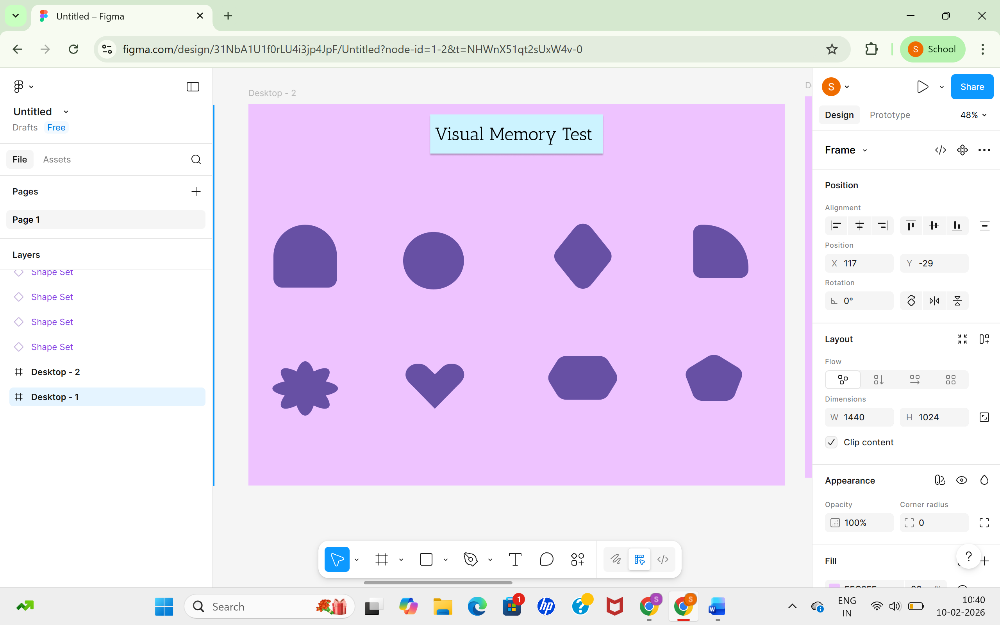 Untitled – Figma
figma.com/design/31NbA1U1f0rLU4i3jp4JpF/Untitled?node-id=1-2&t=NHWnX51qt2sUxW4v-0
S School
Untitled
Drafts Free
File Assets
Pages
Page 1
Layers
Shape Set
Shape Set
Shape Set
Shape Set
Desktop - 2
Desktop - 1
Desktop - 2
D
Visual Memory Test
S
Share
Design Prototype 48%
Frame
Position
Alignment
Position
X 117 Y -29
Rotation
0°
Layout
Flow
Dimensions
W 1440 H 1024
Clip content
Appearance
Opacity Corner radius
100% 0
Fill
?
Search
1
hp
?
S
S
W
ENG
IN
10:40
10-02-2026